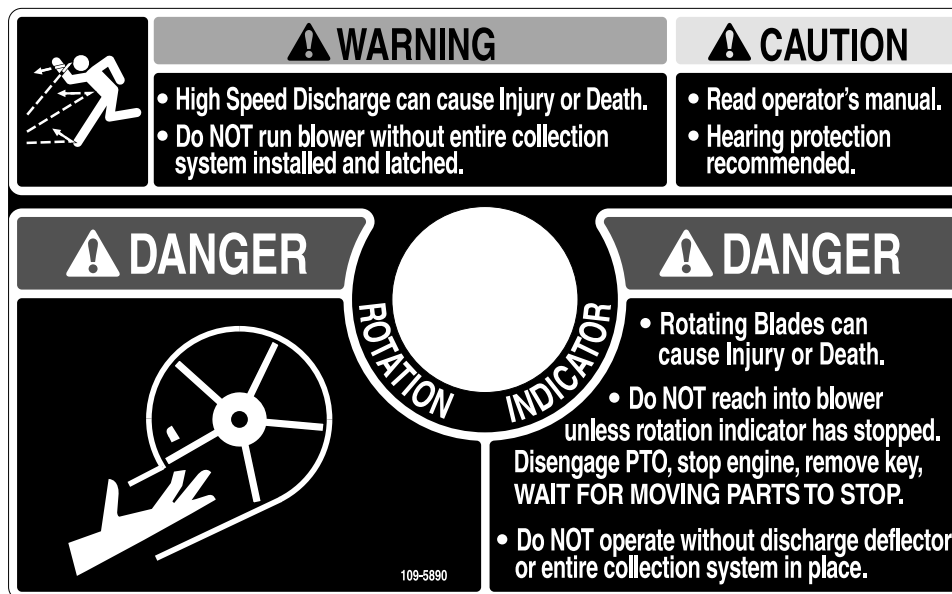 WARNING
• High Speed Discharge can cause Injury or Death.
• Do NOT run blower without entire collection
system installed and latched.
CAUTION
• Read operator's manual.
• Hearing protection
recommended.
DANGER
109-5890
ROTATION INDICATOR
DANGER
• Rotating Blades can
cause Injury or Death.
• Do NOT reach into blower
unless rotation indicator has stopped.
Disengage PTO, stop engine, remove key,
WAIT FOR MOVING PARTS TO STOP.
• Do NOT operate without discharge deflector
or entire collection system in place.